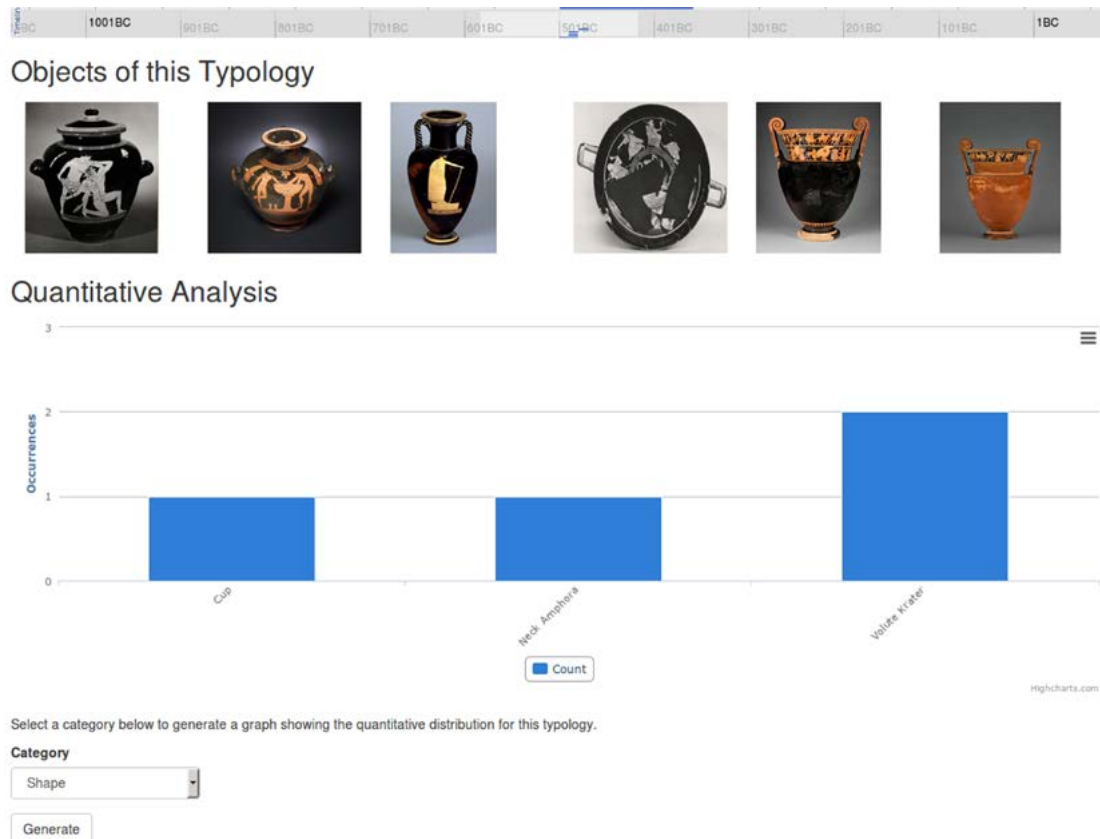 1001BC 901BC 801BC 701BC 601BC 501BC 401BC 301BC 201BC 101BC 1BC
Objects of this Typology
Quantitative Analysis
3
2
1
0
Occurrences
Cup
Neck Amphora
Volute Krater
Count
Highcharts.com
Select a category below to generate a graph showing the quantitative distribution for this typology.
Category
Shape
Generate